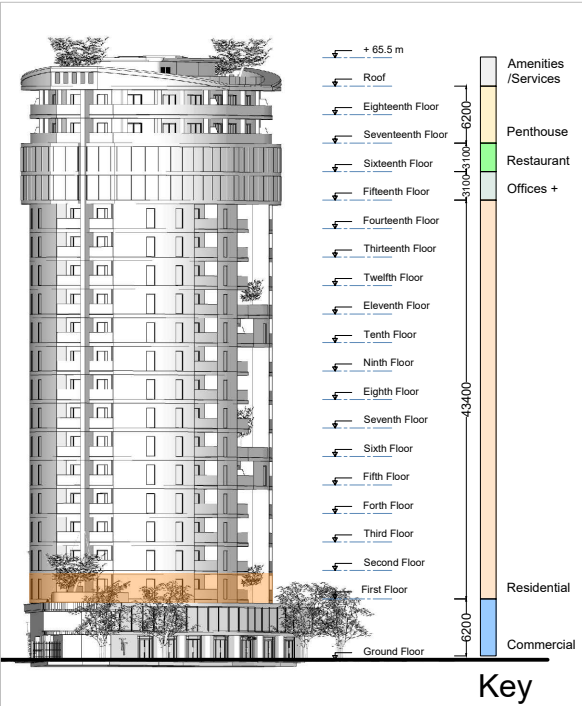 + 65.5 m
Roof
Eighteenth Floor
Seventeenth Floor
Sixteenth Floor
Fifteenth Floor
Fourteenth Floor
Thirteenth Floor
Twelfth Floor
Eleventh Floor
Tenth Floor
Ninth Floor
Eighth Floor
Seventh Floor
Sixth Floor
Fifth Floor
Forth Floor
Third Floor
Second Floor
First Floor
Ground Floor
6200
3100
3100
43400
6200
Amenities
/Services
Penthouse
Restaurant
Offices +
Residential
Commercial
Key